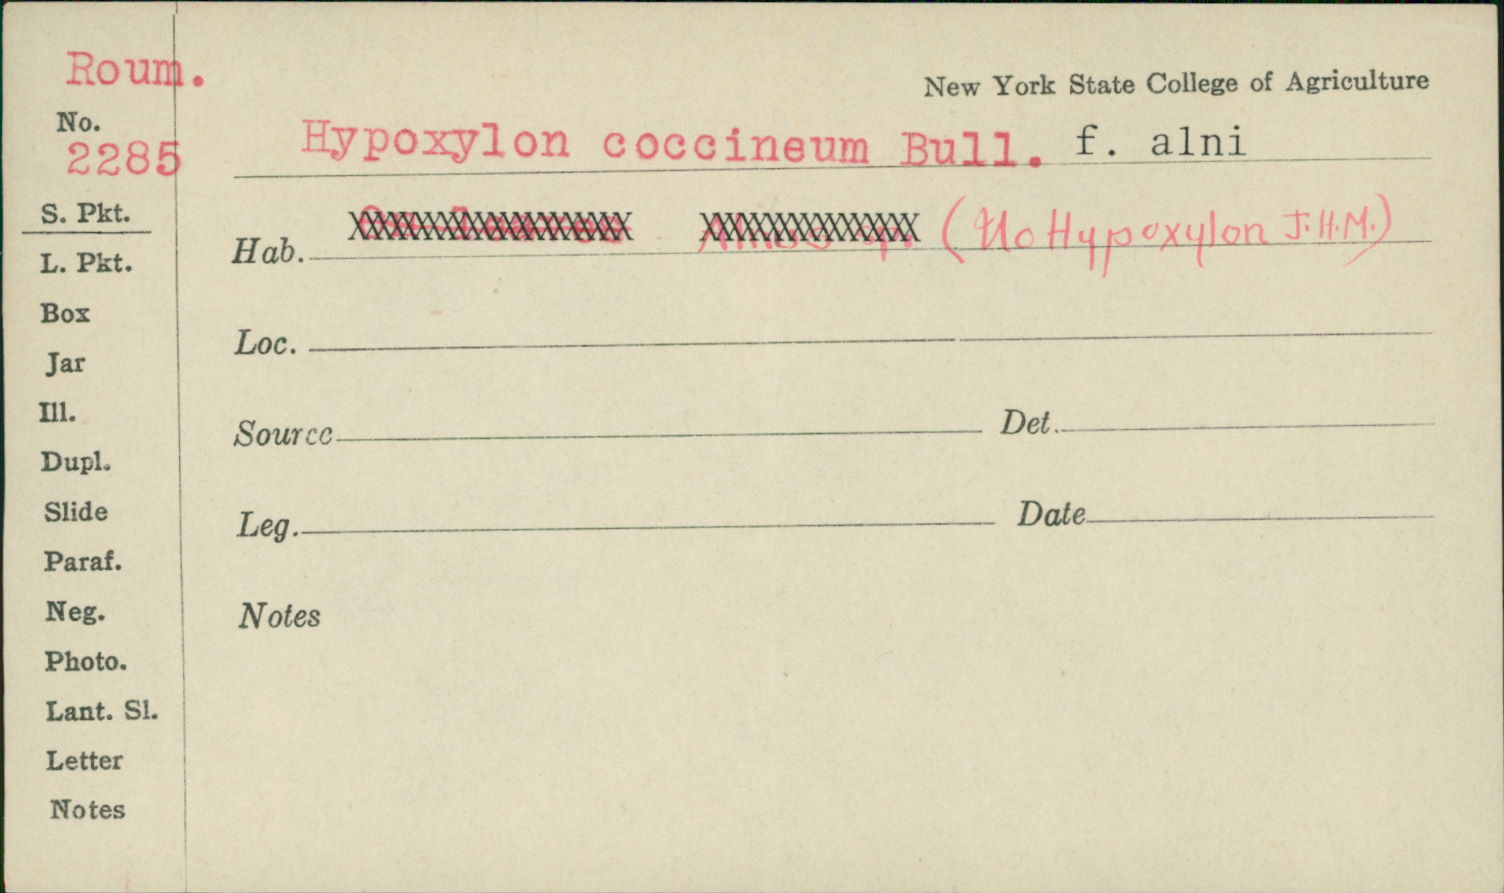 Roum.
New York State College of Agriculture
No.
2285
Hypoxylon coccineum Bull. f. alni
S. Pkt.
Hab. (No Hypoxylon J.H.M.)
L. Pkt.
Box
Loc.
Jar
Ill.
Source Det.
Dupl.
Slide
Leg. Date
Paraf.
Neg.
Notes
Photo.
Lant. Sl.
Letter
Notes